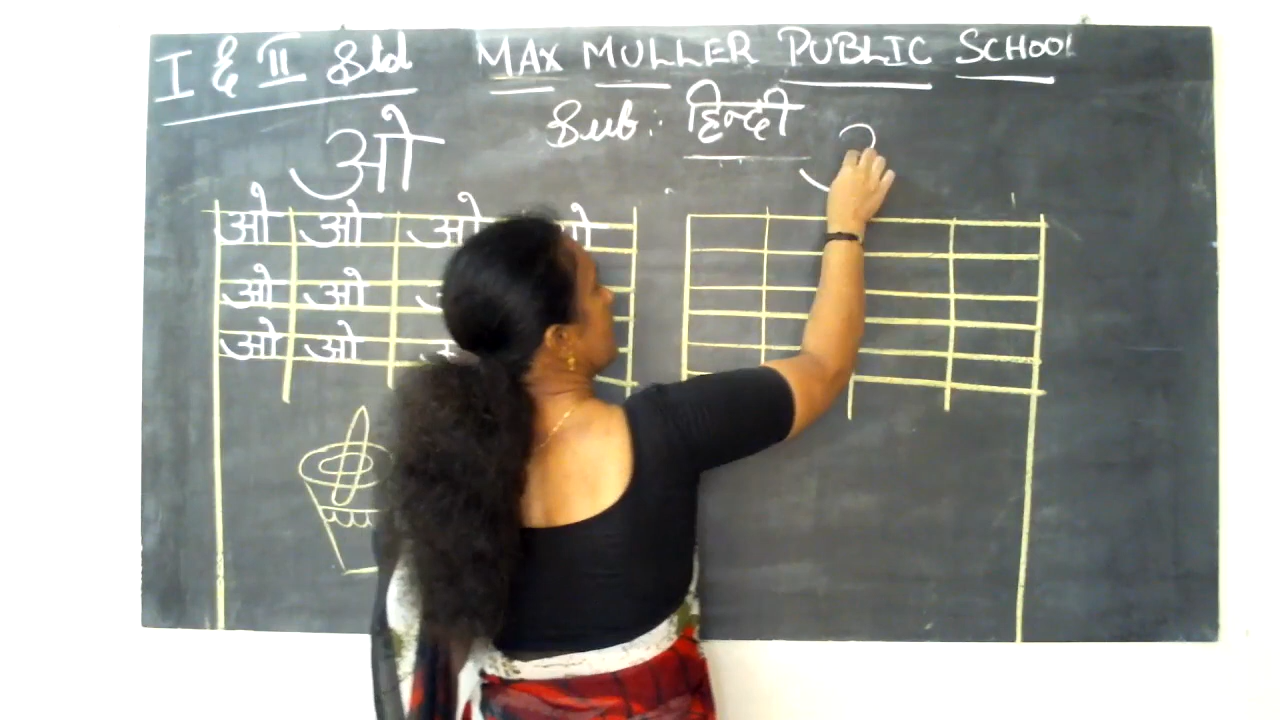 I & II Std MAX MULLER PUBLIC SCHOOL
Sub: हिन्दी
ओ
ओ ओ ओ ओ
ओ ओ
ओ ओ